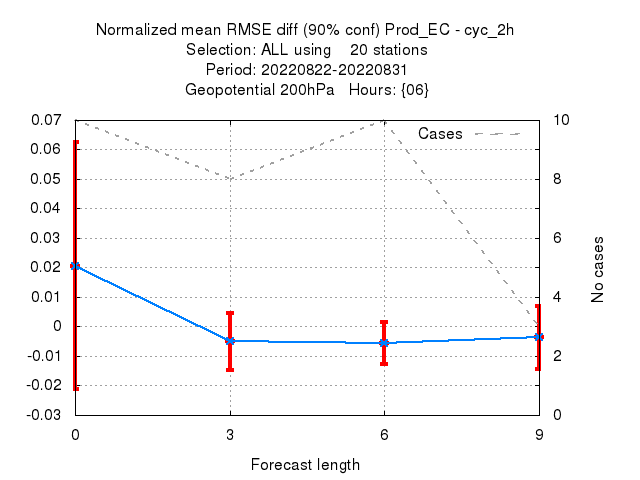 Normalized mean RMSE diff (90% conf) Prod_EC - cyc_2h
Selection: ALL using    20 stations
Period: 20220822-20220831
Geopotential 200hPa   Hours: {06}
0.07
0.06
0.05
0.04
0.03
0.02
0.01
0
-0.01
-0.02
-0.03
Cases
10
8
6
4
2
0
No cases
0 3 6 9
Forecast length